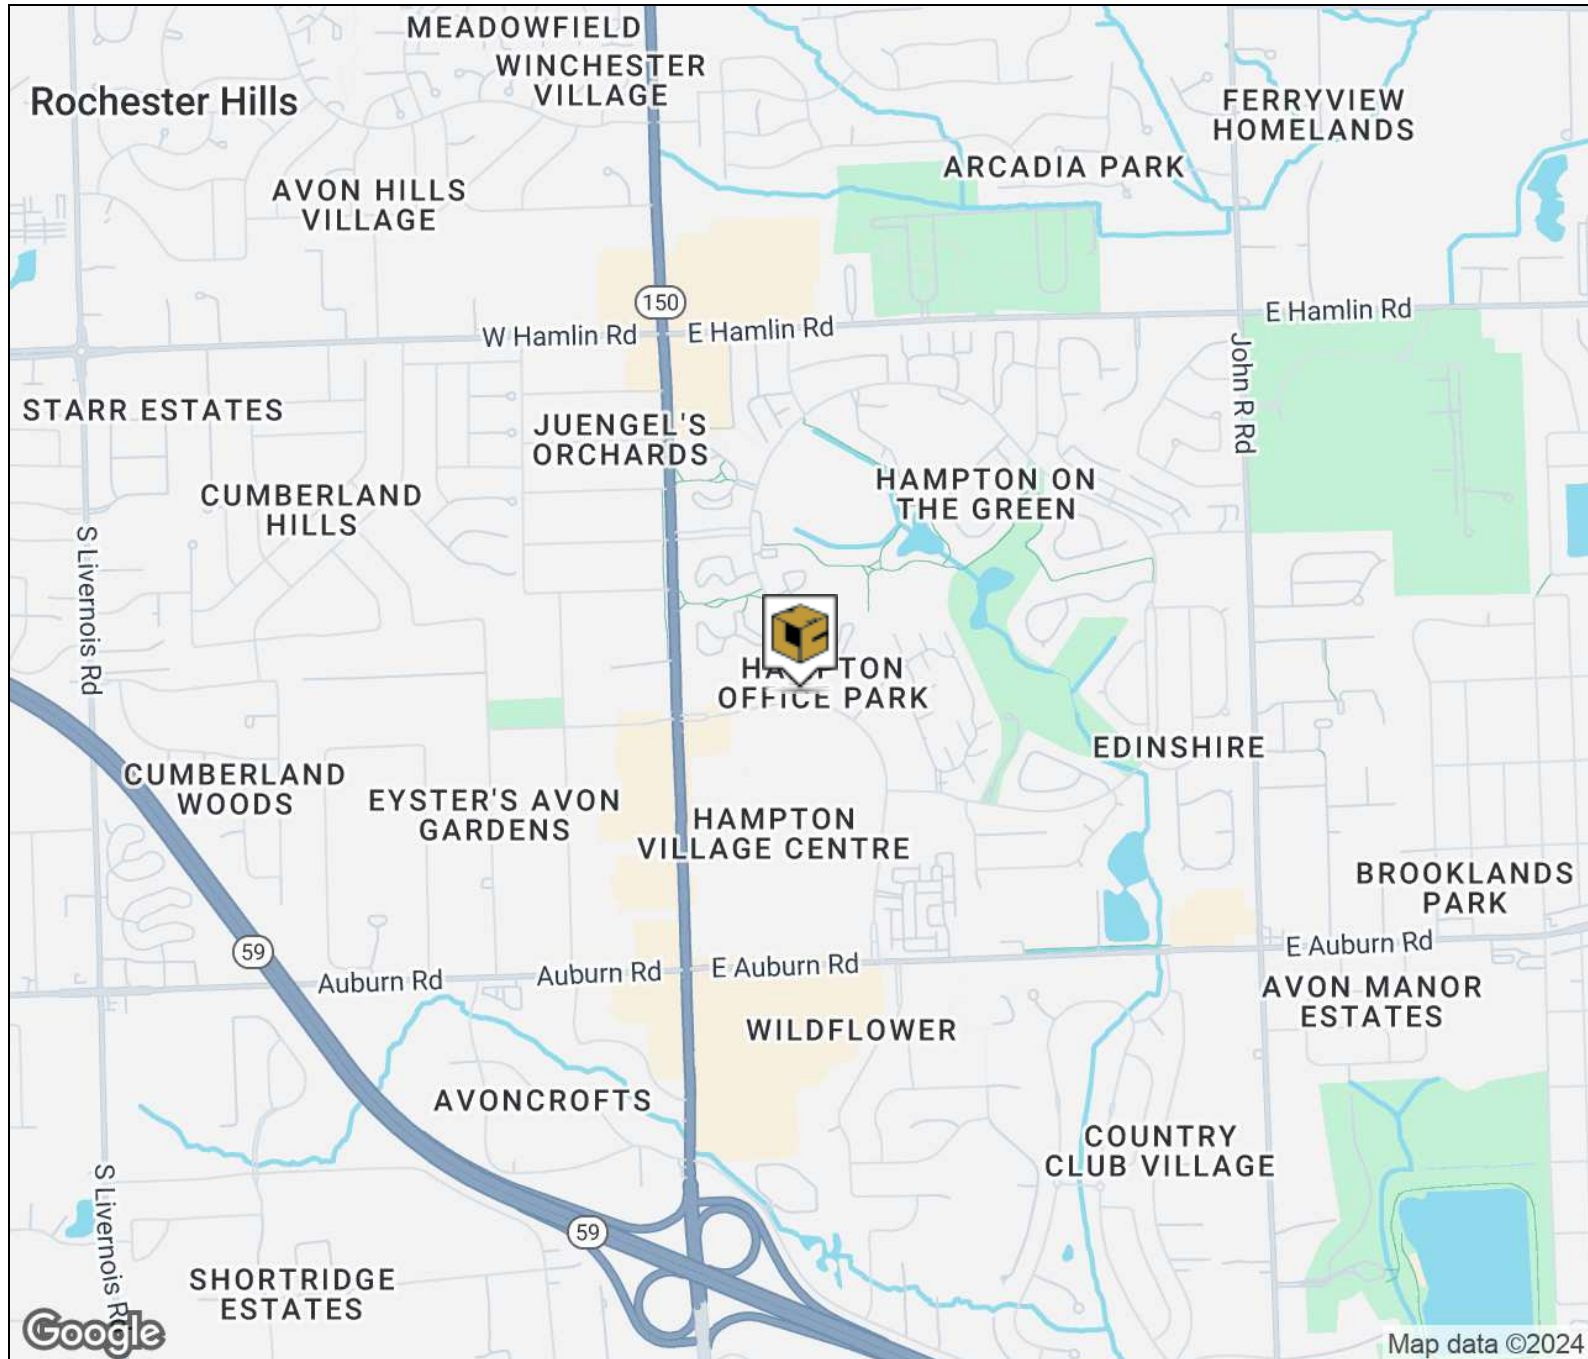 MEADOWFIELD
WINCHESTER
VILLAGE
Rochester Hills
FERRYVIEW
HOMELANDS
ARCADIA PARK
AVON HILLS
VILLAGE
150
E Hamlin Rd
W Hamlin Rd
E Hamlin Rd
John R Rd
STARR ESTATES
JUENGEL'S
ORCHARDS
HAMPTON ON
THE GREEN
CUMBERLAND
HILLS
S Livernois Rd
HAMPTON
OFFICE PARK
EDINSHIRE
CUMBERLAND
WOODS
EYSTER'S AVON
GARDENS
HAMPTON
VILLAGE CENTRE
BROOKLANDS
PARK
59
E Auburn Rd
Auburn Rd
Auburn Rd
E Auburn Rd
AVON MANOR
ESTATES
WILDFLOWER
AVONCROFTS
COUNTRY
CLUB VILLAGE
S Livernois Rd
59
SHORTRIDGE
ESTATES
Google
Map data ©2024